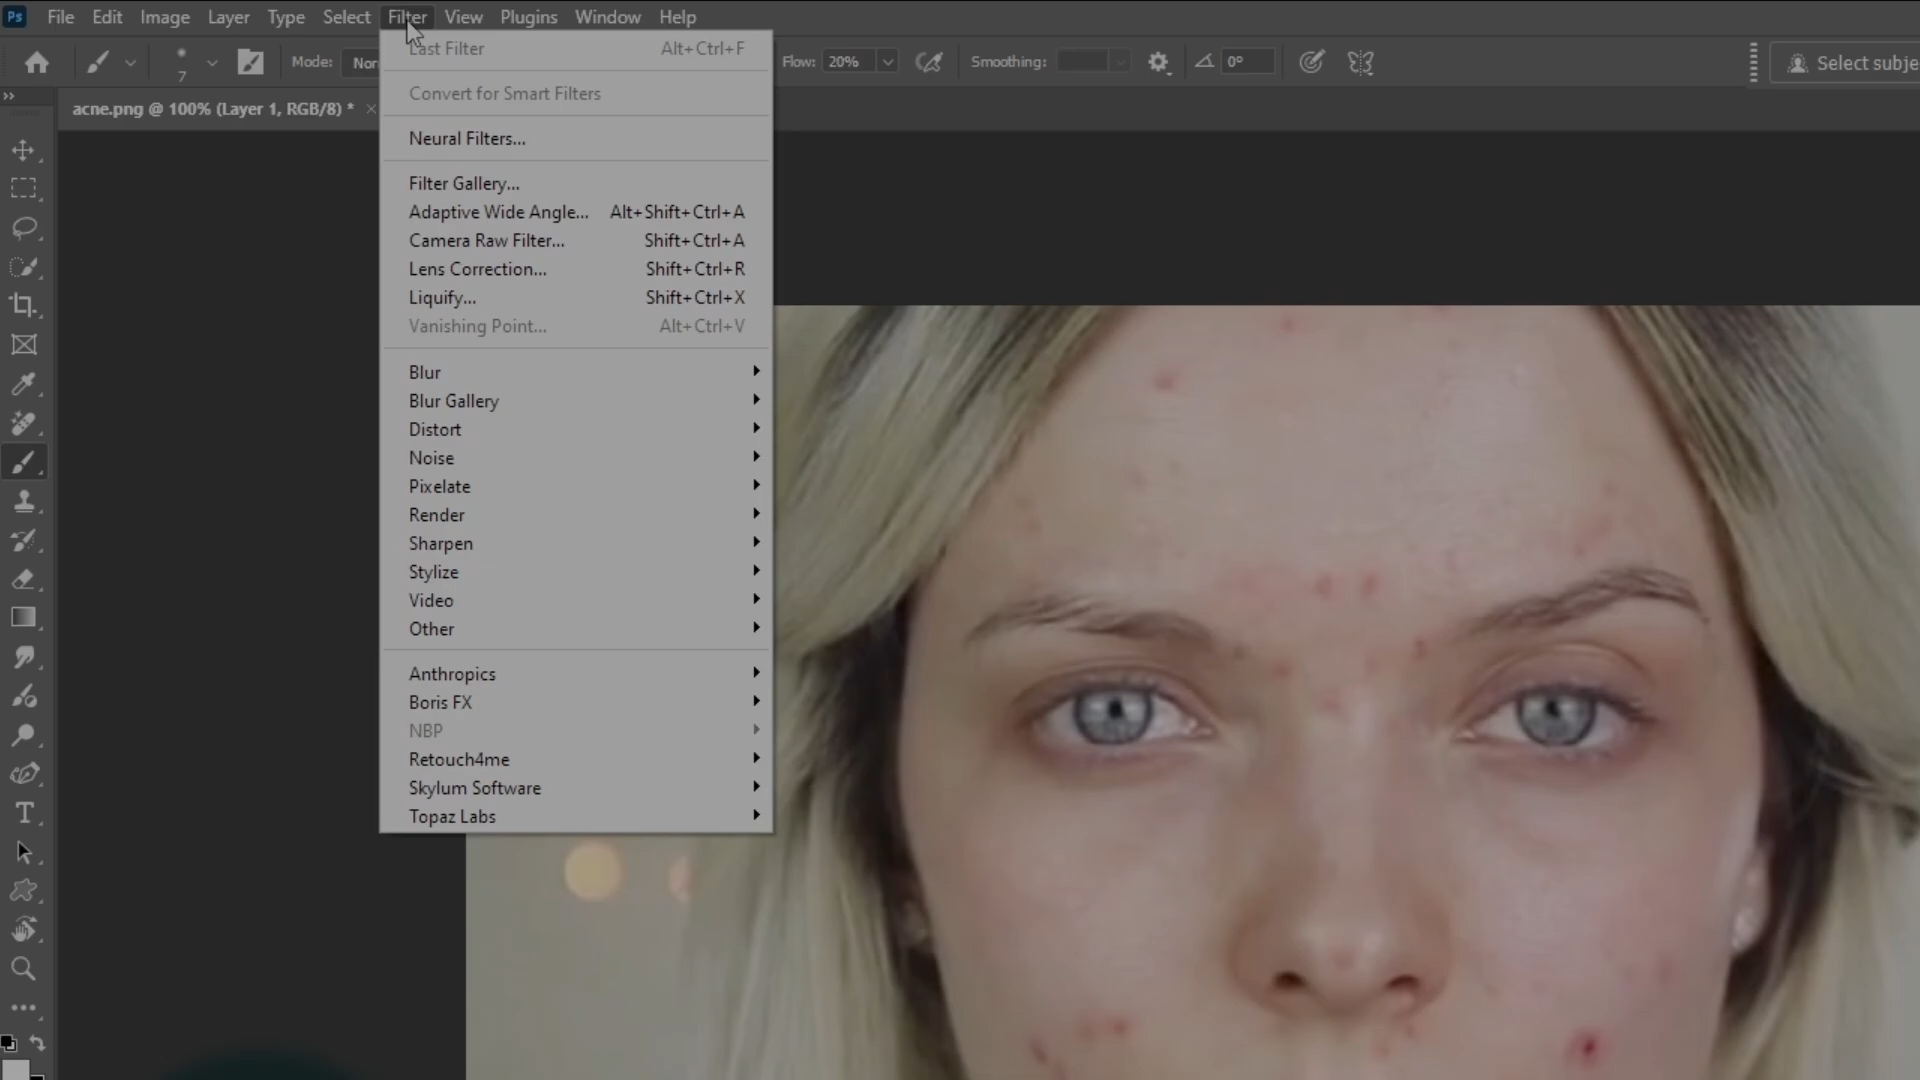 Ps File Edit Image Layer Type Select Filter View Plugins Window Help
7 Mode: Flow: 20% Smoothing: 0° Select
acne.png @ 100% (Layer 1, RGB/8) * ×
Last Filter Alt+Ctrl+F
Convert for Smart Filters
Neural Filters...
Filter Gallery...
Adaptive Wide Angle... Alt+Shift+Ctrl+A
Camera Raw Filter... Shift+Ctrl+A
Lens Correction... Shift+Ctrl+R
Liquify... Shift+Ctrl+X
Vanishing Point... Alt+Ctrl+V
Blur
Blur Gallery
Distort
Noise
Pixelate
Render
Sharpen
Stylize
Video
Other
Anthropics
Boris FX
NBP
Retouch4me
Skylum Software
Topaz Labs